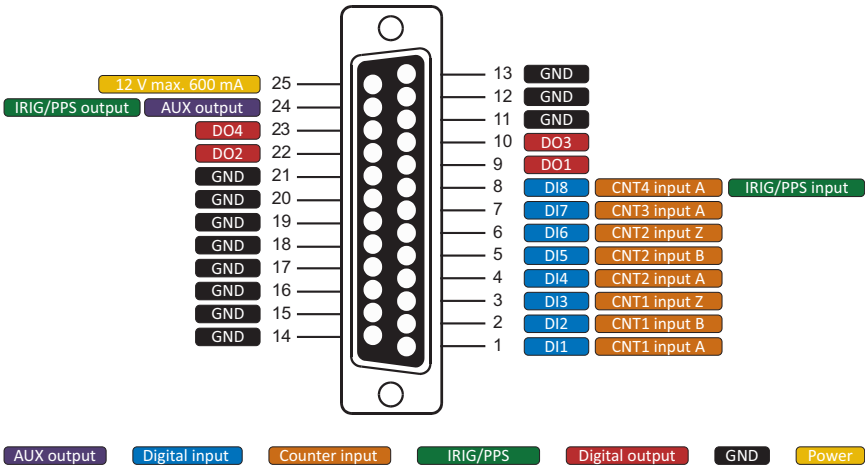 13 GND
12 V max. 600 mA 25
12 GND
IRIG/PPS output AUX output 24
11 GND
DO4 23
10 DO3
DO2 22
9 DO1
GND 21
8 DI8 CNT4 input A IRIG/PPS input
GND 20
7 DI7 CNT3 input A
GND 19
6 DI6 CNT2 input Z
GND 18
5 DI5 CNT2 input B
GND 17
4 DI4 CNT2 input A
GND 16
3 DI3 CNT1 input Z
GND 15
2 DI2 CNT1 input B
GND 14
1 DI1 CNT1 input A
AUX output Digital input Counter input IRIG/PPS Digital output GND Power